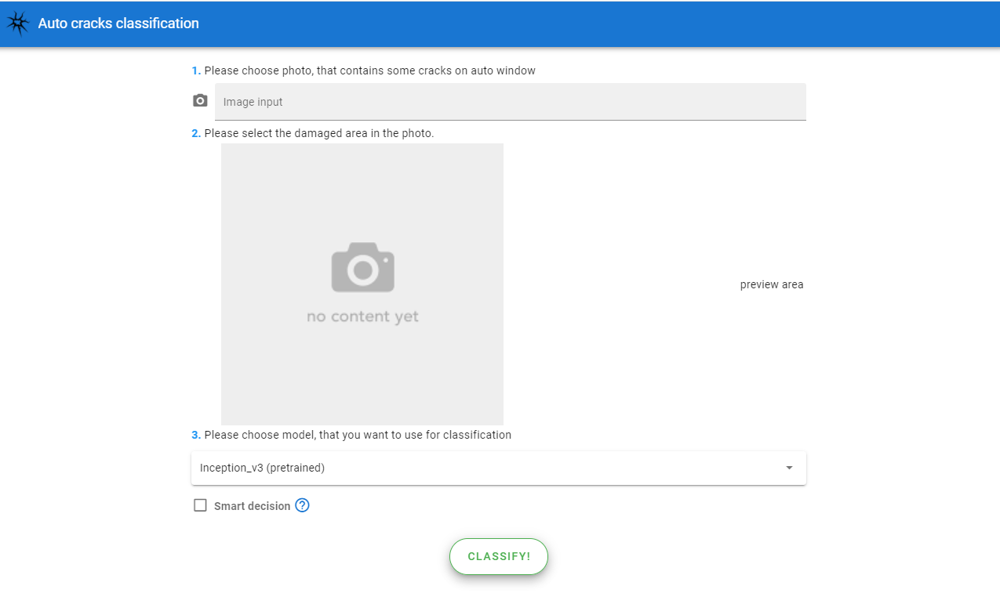 Auto cracks classification
1. Please choose photo, that contains some cracks on auto window
Image input
2. Please select the damaged area in the photo.
no content yet
preview area
3. Please choose model, that you want to use for classification
Inception_v3 (pretrained)
Smart decision ?
CLASSIFY!